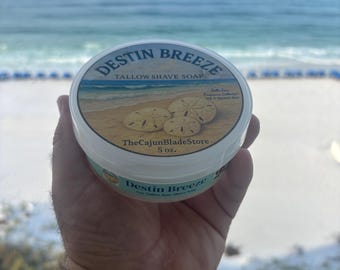 DESTIN BREEZE
TALLOW SHAVE SOAP
TheCajunBladeStore
5 oz.
Destin Breeze